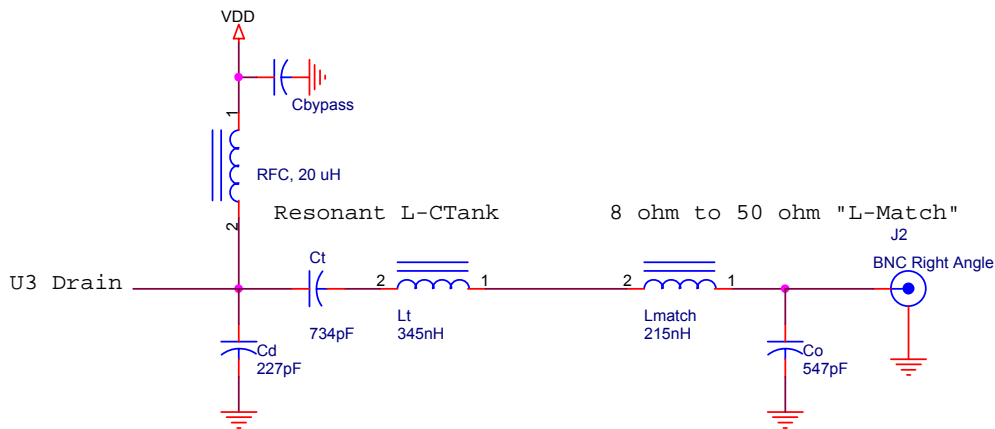 VDD
Cbypass
1
RFC, 20 uH
2
Resonant L-CTank
8 ohm to 50 ohm "L-Match"
J2
BNC Right Angle
U3 Drain
Ct
734pF
2
1
Lt
345nH
2
1
Lmatch
215nH
Cd
227pF
Co
547pF